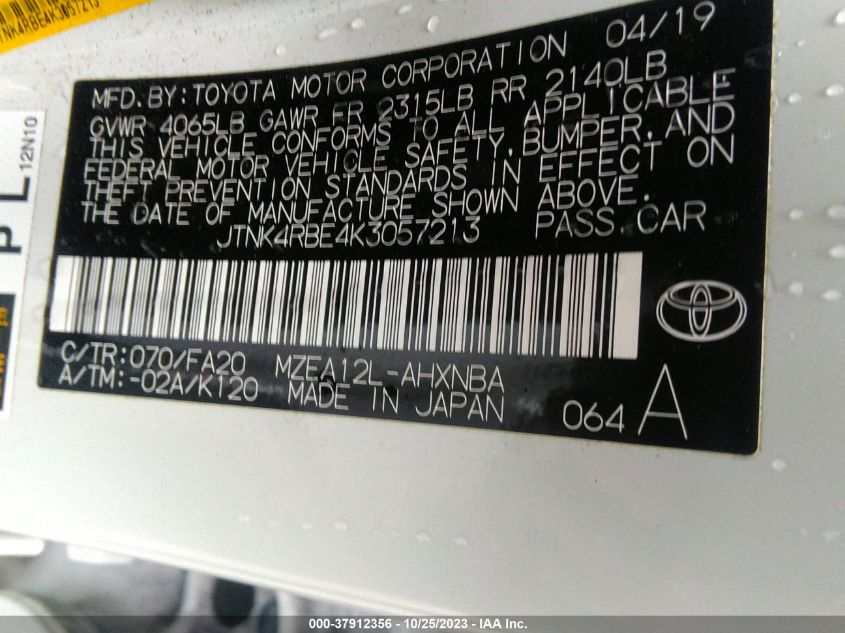 TNK4RBE4K3057213
MFD. BY: TOYOTA MOTOR CORPORATION 04/19
GVWR 4065LB GAWR FR 2315LB RR 2140LB
THIS VEHICLE CONFORMS TO ALL APPLICABLE
FEDERAL MOTOR VEHICLE SAFETY, BUMPER, AND
THEFT PREVENTION STANDARDS IN EFFECT ON
THE DATE OF MANUFACTURE SHOWN ABOVE.
JTNK4RBE4K3057213 PASS CAR
C/TR:070/FA20 MZEA12L-AHXNBA
A/TM:-02A/K120 MADE IN JAPAN
064 A
12N10
P L
000-37912356 - 10/25/2023 - IAA Inc.